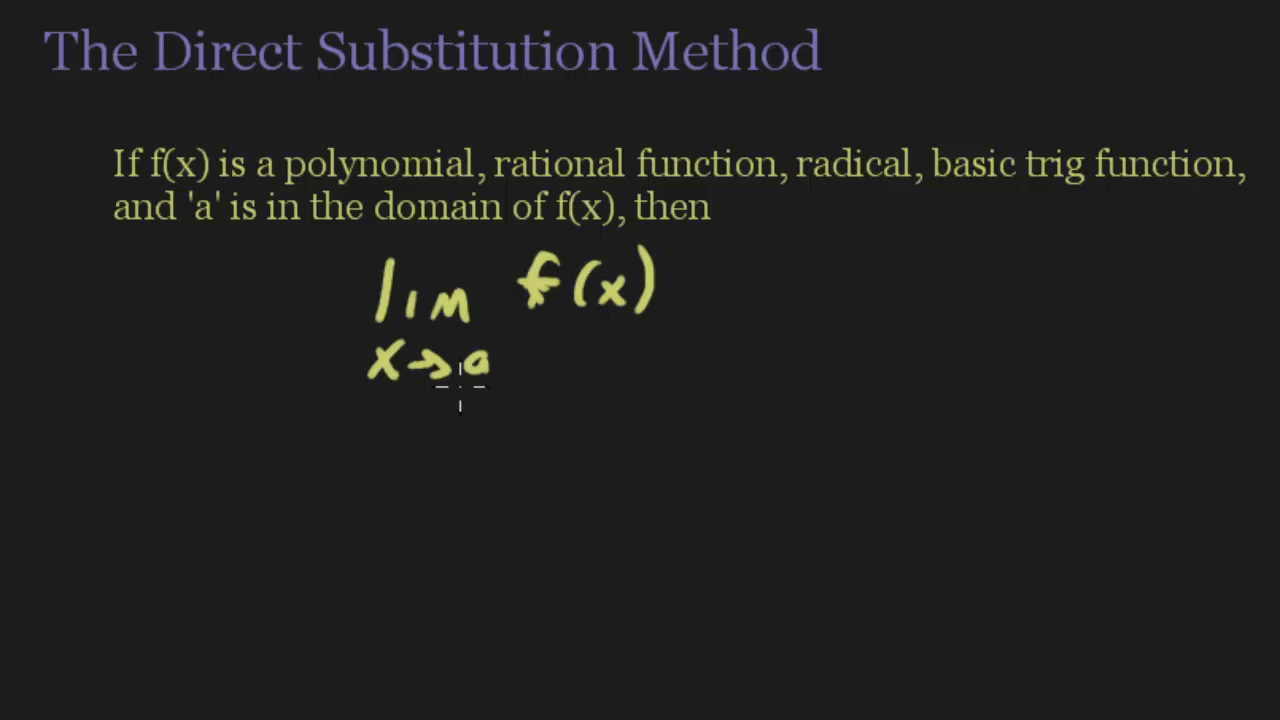 The Direct Substitution Method
If f(x) is a polynomial, rational function, radical, basic trig function,
and 'a' is in the domain of f(x), then
lim f(x)
x→a